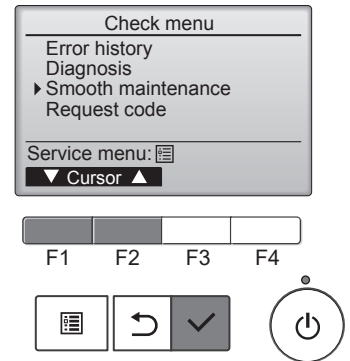 Check menu
Error history
Diagnosis
Smooth maintenance
Request code
Service menu:
▼ Cursor ▲
F1 F2 F3 F4